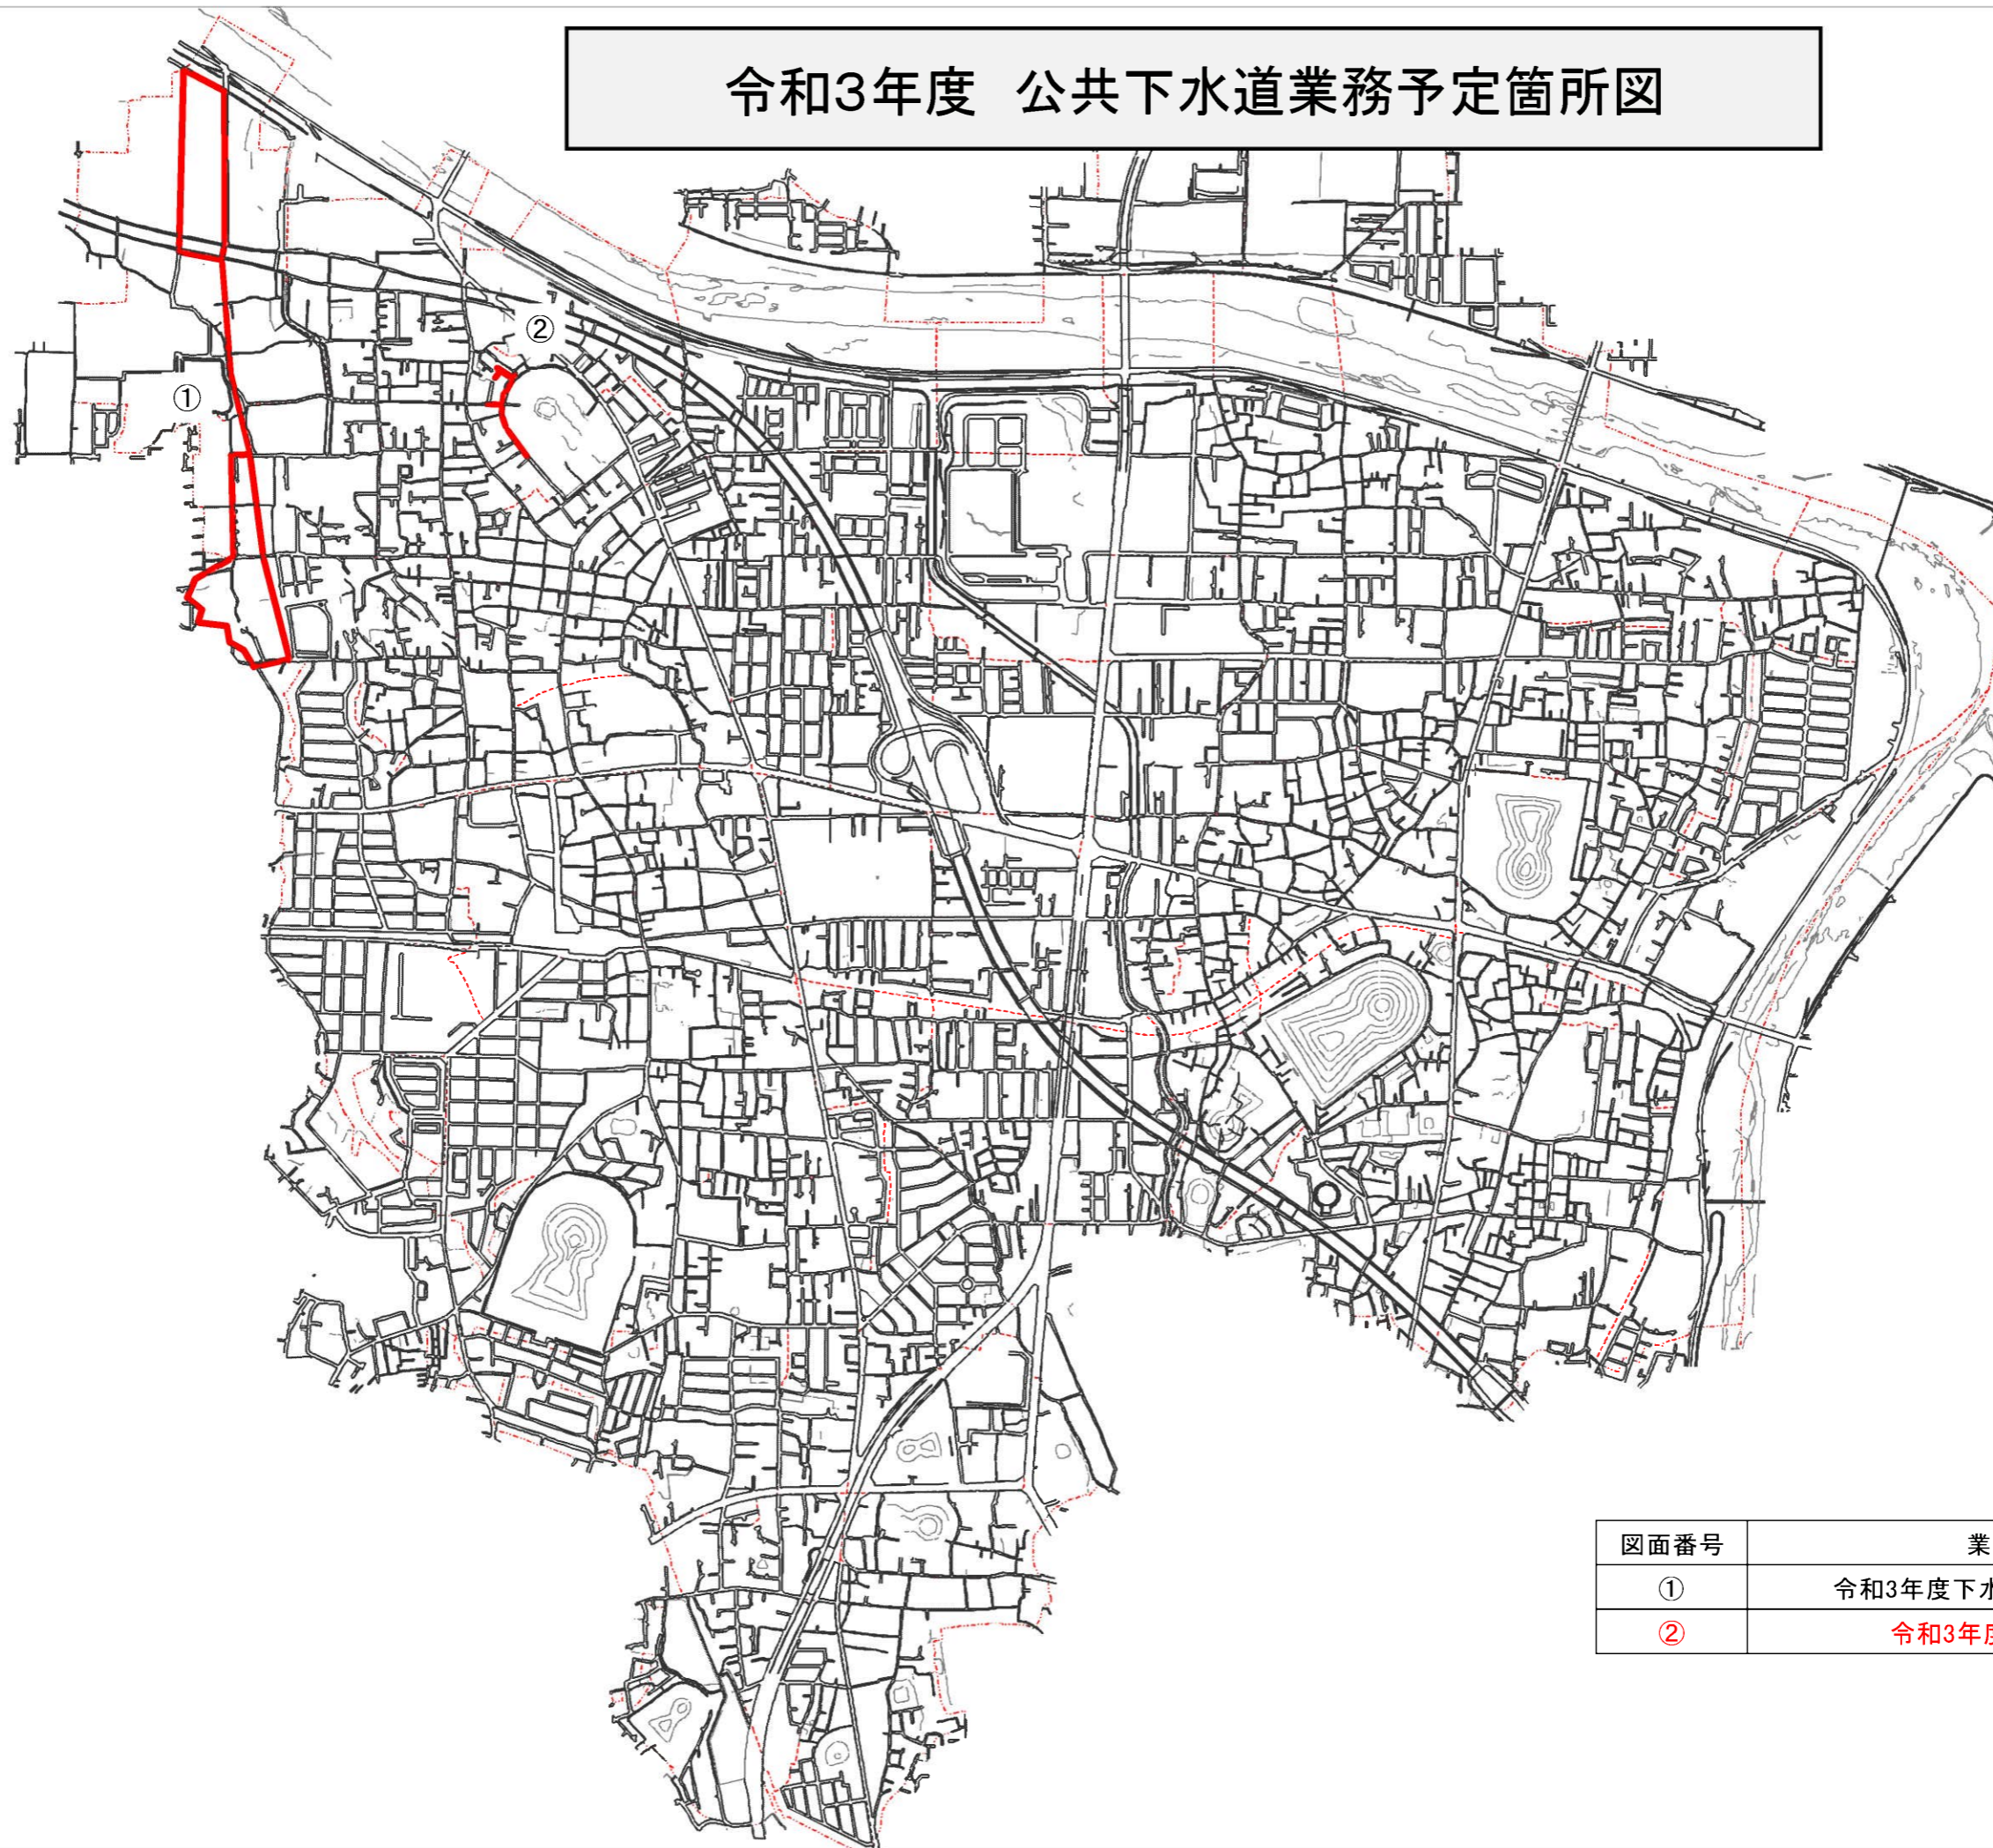 令和3年度 公共下水道業務予定箇所図
②
①
図面番号 業
① 令和3年度下水
② 令和3年度